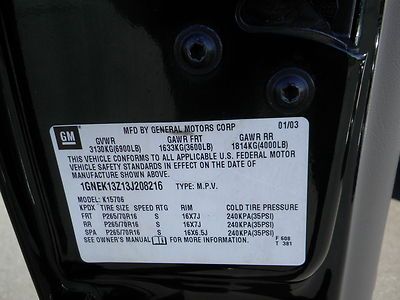 GM
MFD BY GENERAL MOTORS CORP 01/03
GVWR GAWR FRT GAWR RR
3130KG(6900LB) 1633KG(3600LB) 1814KG(4000LB)
THIS VEHICLE CONFORMS TO ALL APPLICABLE U.S. FEDERAL MOTOR
VEHICLE SAFETY STANDARDS IN EFFECT ON THE DATE OF
MANUFACTURE SHOWN ABOVE.
1GNEK13Z13J208216 TYPE: M.P.V.
MODEL: K15706
KPDX TIRE SIZE SPEED RTG RIM COLD TIRE PRESSURE
FRT P265/70R16 S 16X7J 240KPA(35PSI)
RR P265/70R16 S 16X7J 240KPA(35PSI)
SPA P265/70R16 S 16X6.5J 240KPA(35PSI)
SEE OWNER'S MANUAL FOR MORE INFORMATION. F 608
T 381